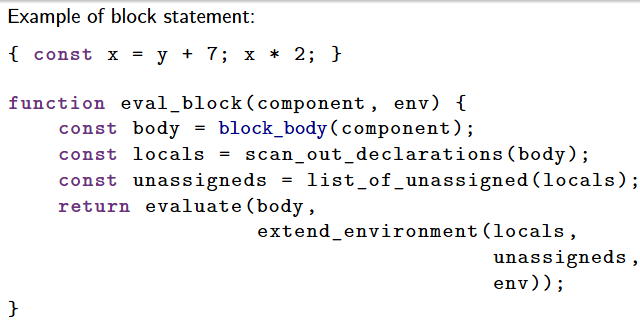 Example of block statement:
{ const x = y + 7; x * 2; }
function eval_block(component, env) {
    const body = block_body(component);
    const locals = scan_out_declarations(body);
    const unassigneds = list_of_unassigned(locals);
    return evaluate(body,
                    extend_environment(locals,
                                       unassigneds,
                                       env));
}